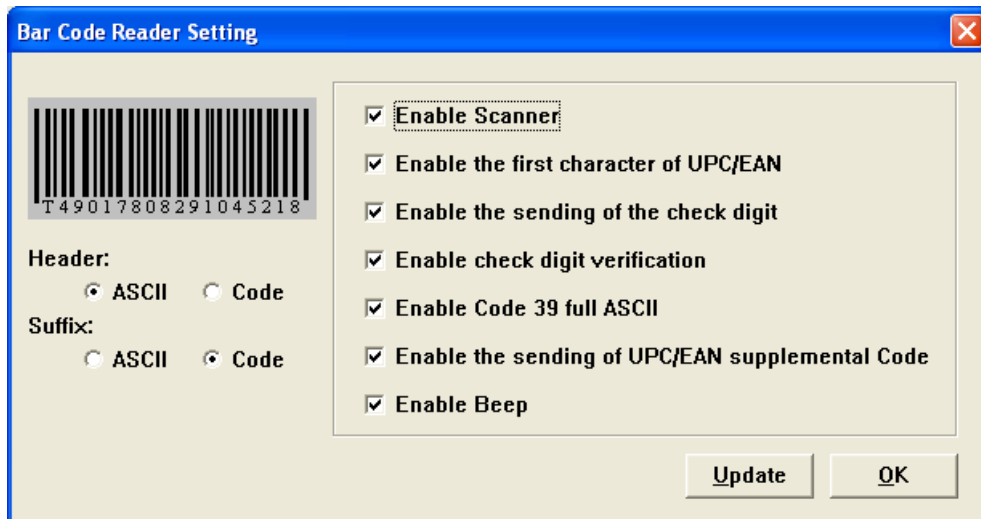 Bar Code Reader Setting
T49017808291045218
Header:
ASCII Code
Suffix:
ASCII Code
Enable Scanner
Enable the first character of UPC/EAN
Enable the sending of the check digit
Enable check digit verification
Enable Code 39 full ASCII
Enable the sending of UPC/EAN supplemental Code
Enable Beep
Update OK